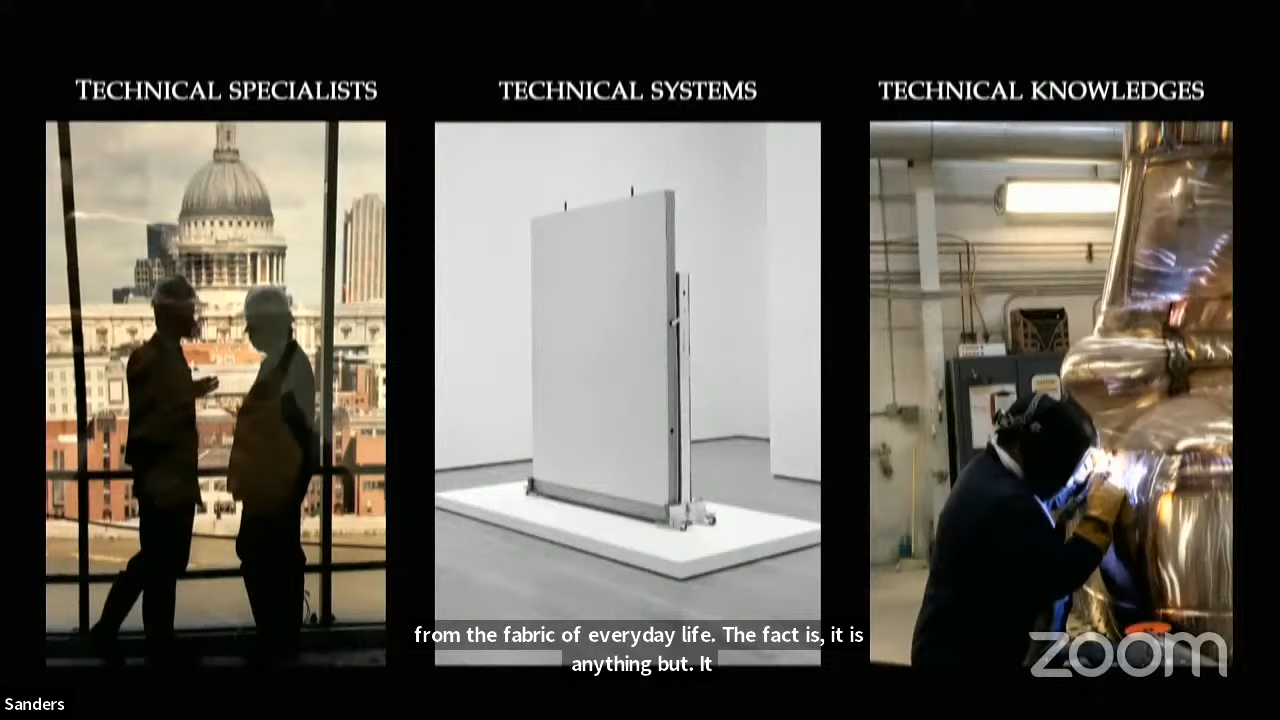 TECHNICAL SPECIALISTS
TECHNICAL SYSTEMS
TECHNICAL KNOWLEDGES
from the fabric of everyday life. The fact is, it is
anything but. It
zoom
Sanders